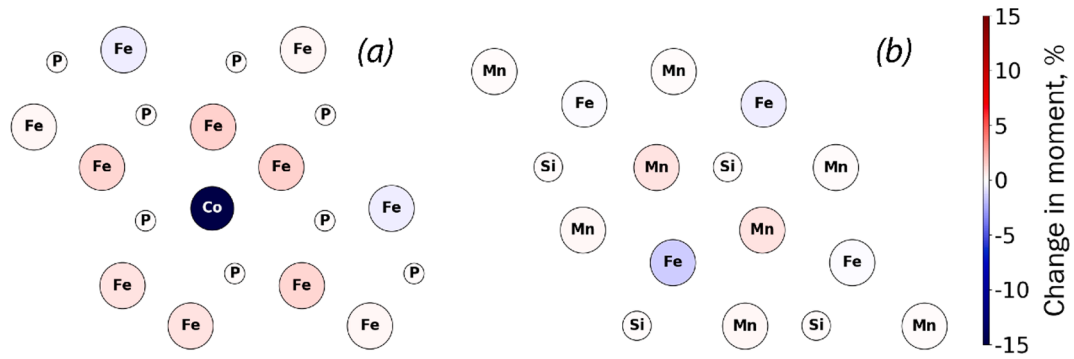 (a)
P Fe P Fe
Fe P Fe P
Fe Fe
P Co P Fe
Fe P Fe P
Fe Fe
(b)
Mn Mn
Fe Fe
Si Mn Si Mn
Mn Mn
Fe Fe
Si Mn Si Mn
15
10
5
0
-5
-10
-15
Change in moment, %